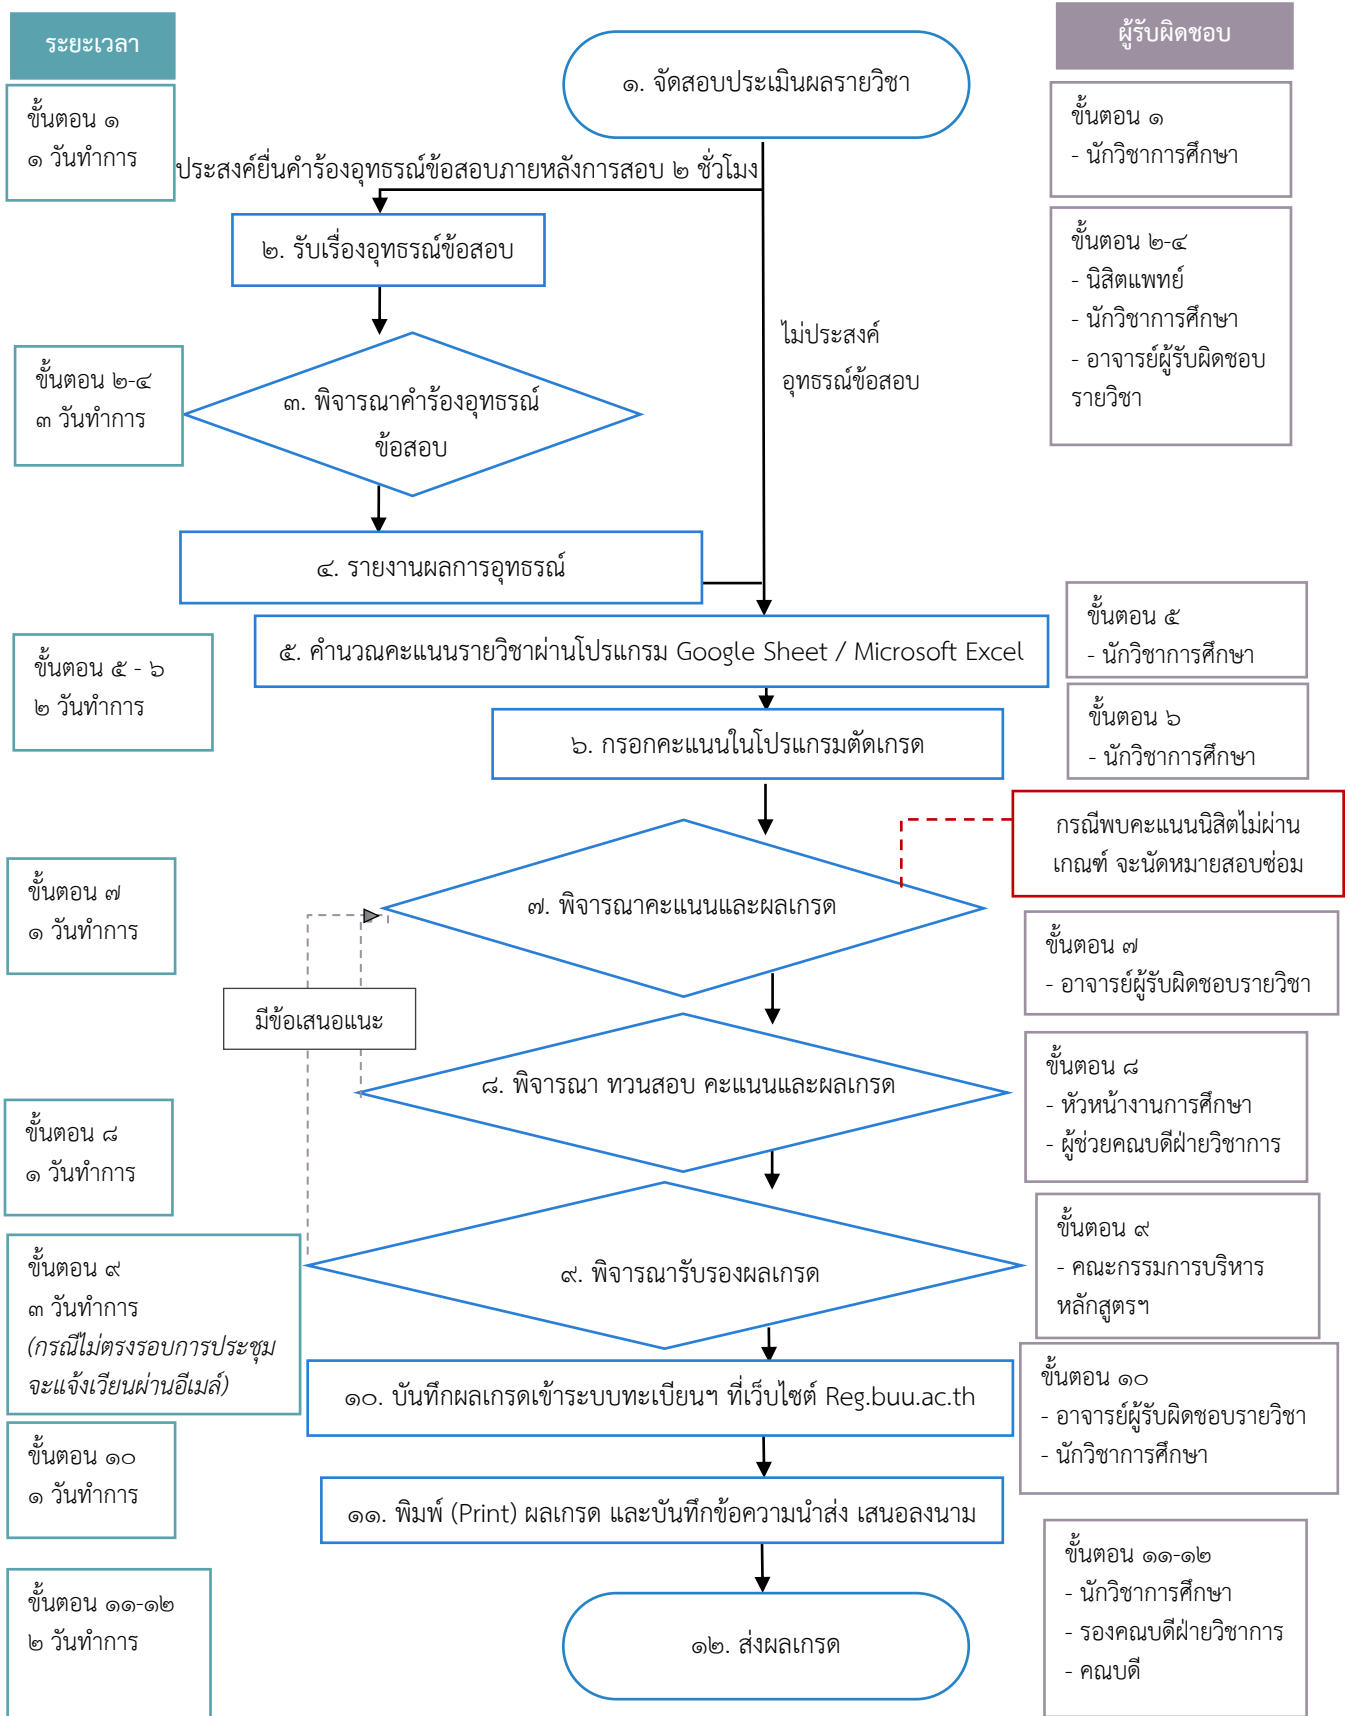 ระยะเวลา
ผู้รับผิดชอบ
๑. จัดสอบประเมินผลรายวิชา
ขั้นตอน ๑
๑ วันทำการ
ขั้นตอน ๑
- นักวิชาการศึกษา
ประสงค์ยื่นคำร้องอุทธรณ์ข้อสอบภายหลังการสอบ ๒ ชั่วโมง
๒. รับเรื่องอุทธรณ์ข้อสอบ
ขั้นตอน ๒-๔
- นิสิตแพทย์
- นักวิชาการศึกษา
- อาจารย์ผู้รับผิดชอบ
รายวิชา
ไม่ประสงค์
อุทธรณ์ข้อสอบ
ขั้นตอน ๒-๔
๓ วันทำการ
๓. พิจารณาคำร้องอุทธรณ์
ข้อสอบ
๔. รายงานผลการอุทธรณ์
๕. คำนวณคะแนนรายวิชาผ่านโปรแกรม Google Sheet / Microsoft Excel
ขั้นตอน ๕
- นักวิชาการศึกษา
ขั้นตอน ๕ - ๖
๒ วันทำการ
๖. กรอกคะแนนในโปรแกรมตัดเกรด
ขั้นตอน ๖
- นักวิชาการศึกษา
กรณีพบคะแนนนิสิตไม่ผ่าน
เกณฑ์ จะนัดหมายสอบซ่อม
ขั้นตอน ๗
๑ วันทำการ
๗. พิจารณาคะแนนและผลเกรด
ขั้นตอน ๗
- อาจารย์ผู้รับผิดชอบรายวิชา
มีข้อเสนอแนะ
๘. พิจารณา ทวนสอบ คะแนนและผลเกรด
ขั้นตอน ๘
- หัวหน้างานการศึกษา
- ผู้ช่วยคณบดีฝ่ายวิชาการ
ขั้นตอน ๘
๑ วันทำการ
ขั้นตอน ๙
- คณะกรรมการบริหาร
หลักสูตรฯ
ขั้นตอน ๙
๓ วันทำการ
(กรณีไม่ตรงรอบการประชุม
จะแจ้งเวียนผ่านอีเมล์)
๙. พิจารณารับรองผลเกรด
๑๐. บันทึกผลเกรดเข้าระบบทะเบียนฯ ที่เว็บไซต์ Reg.buu.ac.th
ขั้นตอน ๑๐
- อาจารย์ผู้รับผิดชอบรายวิชา
- นักวิชาการศึกษา
ขั้นตอน ๑๐
๑ วันทำการ
๑๑. พิมพ์ (Print) ผลเกรด และบันทึกข้อความนำส่ง เสนอลงนาม
ขั้นตอน ๑๑-๑๒
- นักวิชาการศึกษา
- รองคณบดีฝ่ายวิชาการ
- คณบดี
ขั้นตอน ๑๑-๑๒
๒ วันทำการ
๑๒. ส่งผลเกรด